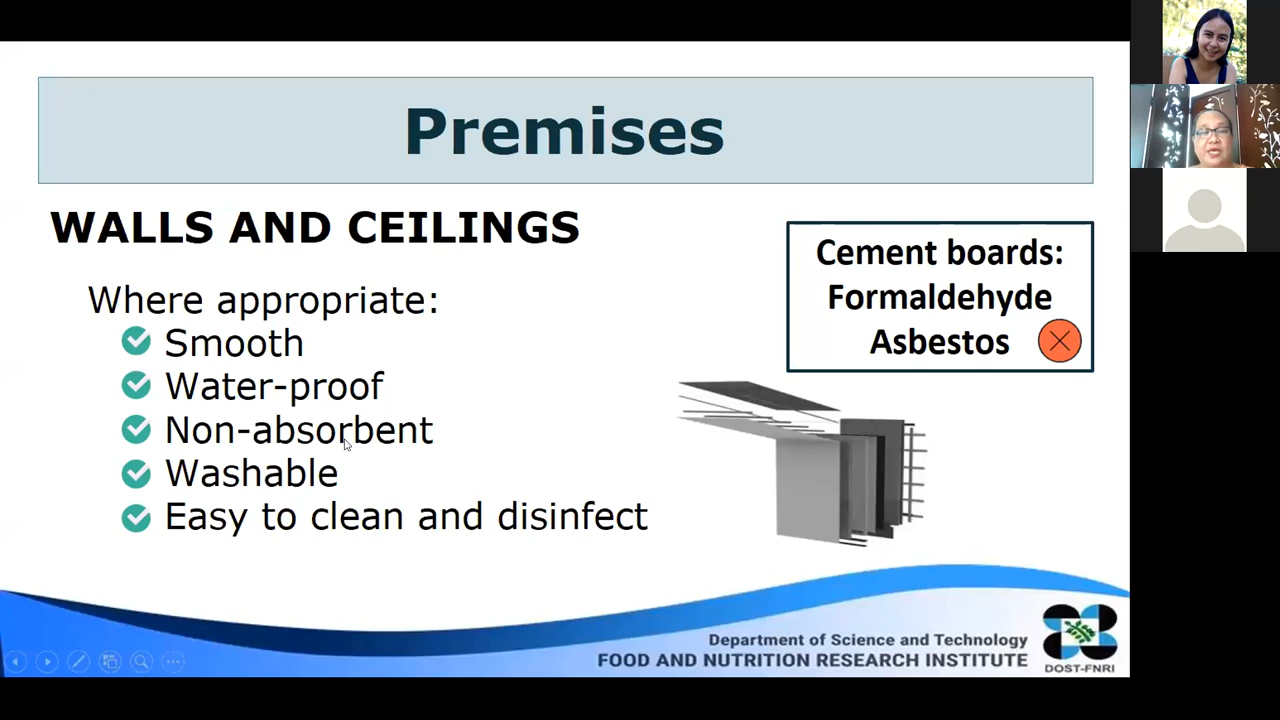 Premises
WALLS AND CEILINGS
Where appropriate:
Smooth
Water-proof
Non-absorbent
Washable
Easy to clean and disinfect
Cement boards:
Formaldehyde
Asbestos
Department of Science and Technology
FOOD AND NUTRITION RESEARCH INSTITUTE
DOST-FNRI